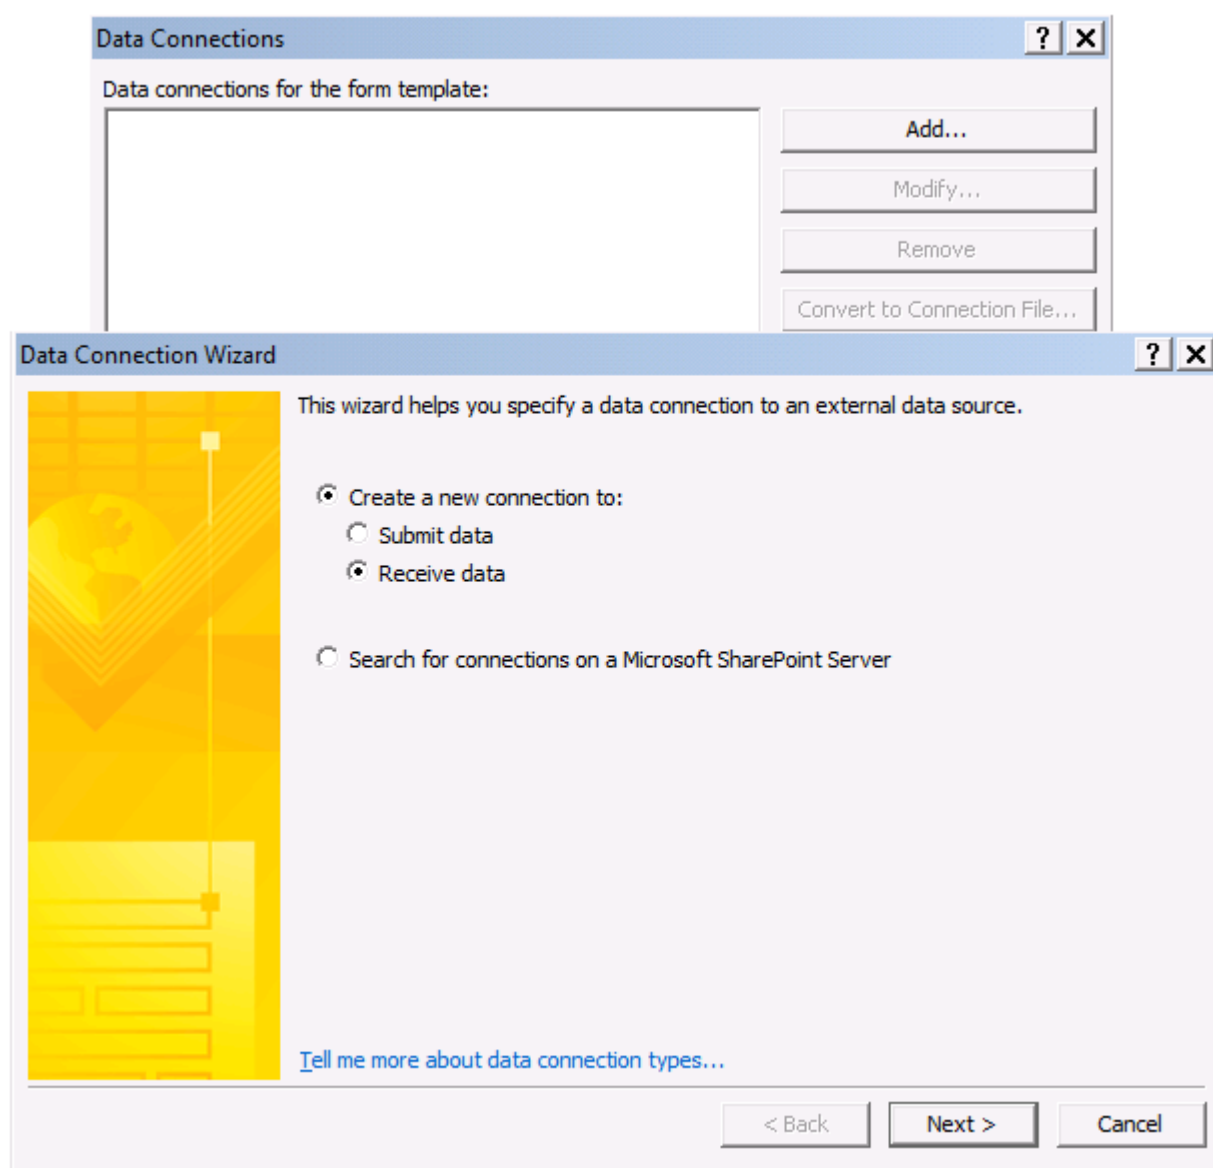 Data Connections
Data connections for the form template:
Add...
Modify...
Remove
Convert to Connection File...
Data Connection Wizard
This wizard helps you specify a data connection to an external data source.
Create a new connection to:
Submit data
Receive data
Search for connections on a Microsoft SharePoint Server
Tell me more about data connection types...
< Back
Next >
Cancel